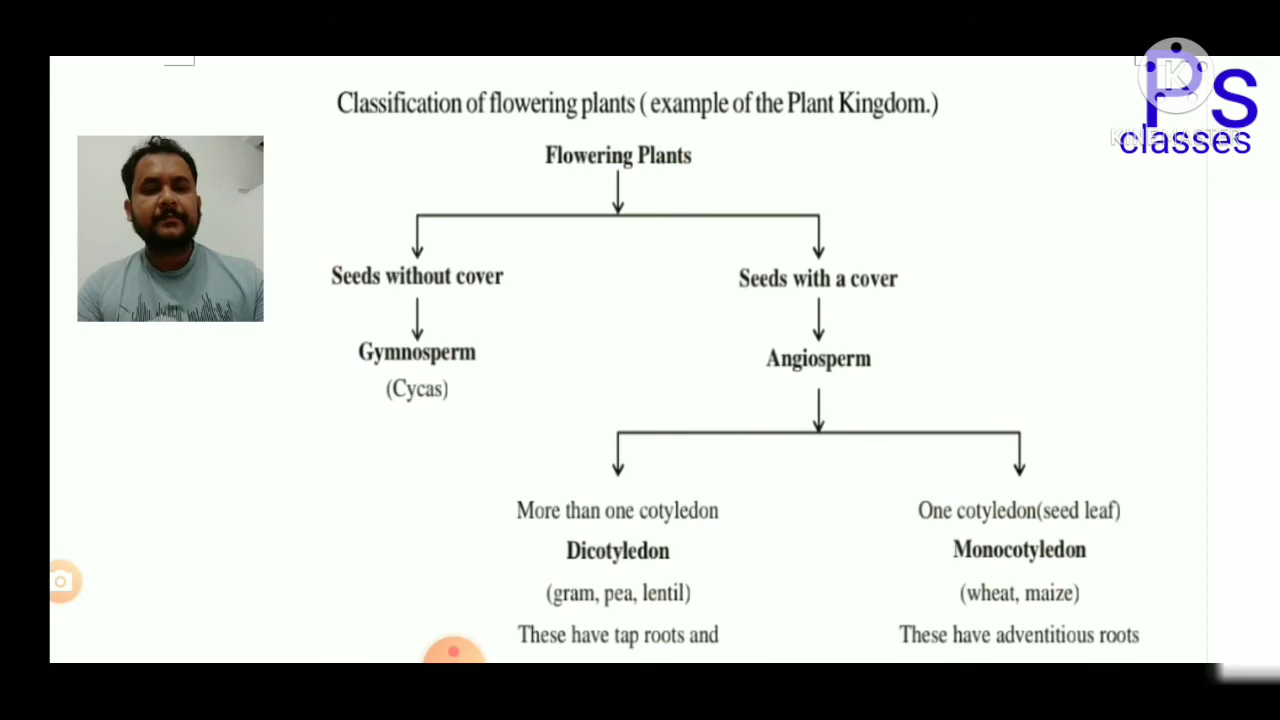 Classification of flowering plants ( example of the Plant Kingdom.)
Ps
classes
KINEMASTER
Flowering Plants
Seeds without cover
Seeds with a cover
Gymnosperm
Angiosperm
(Cycas)
More than one cotyledon
One cotyledon(seed leaf)
Dicotyledon
Monocotyledon
(gram, pea, lentil)
(wheat, maize)
These have tap roots and
These have adventitious roots